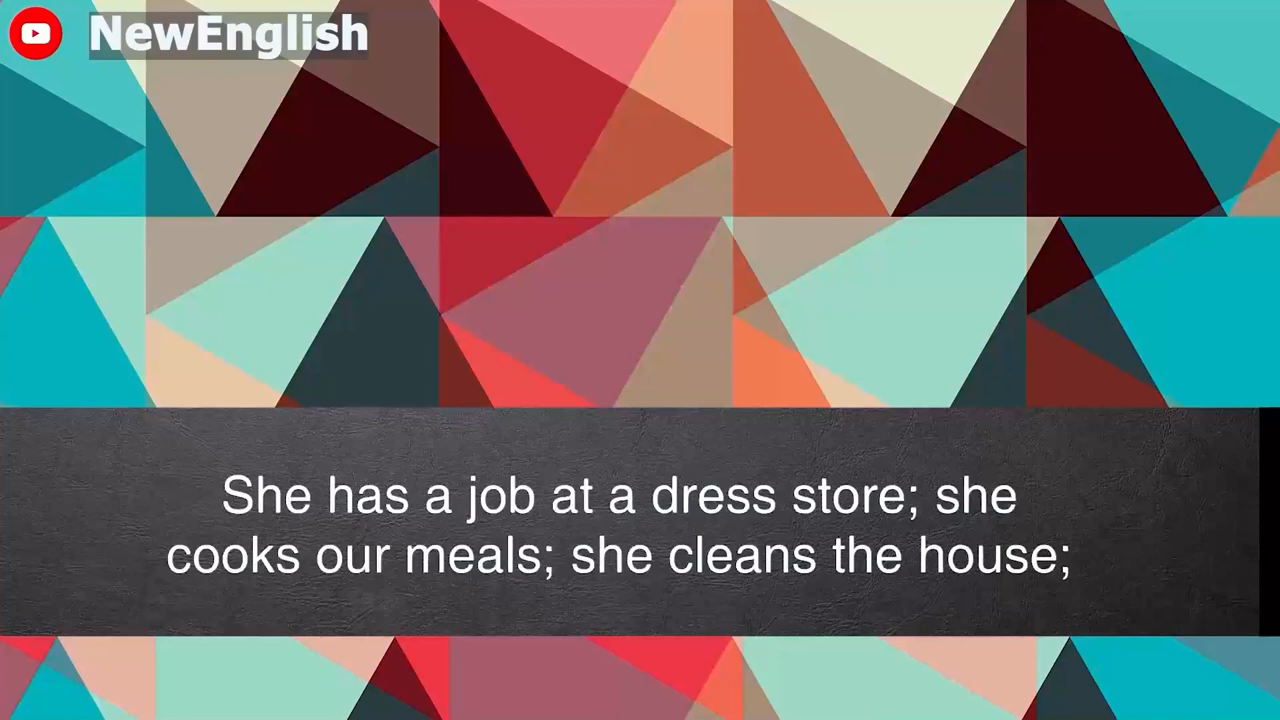 NewEnglish
She has a job at a dress store; she
cooks our meals; she cleans the house;